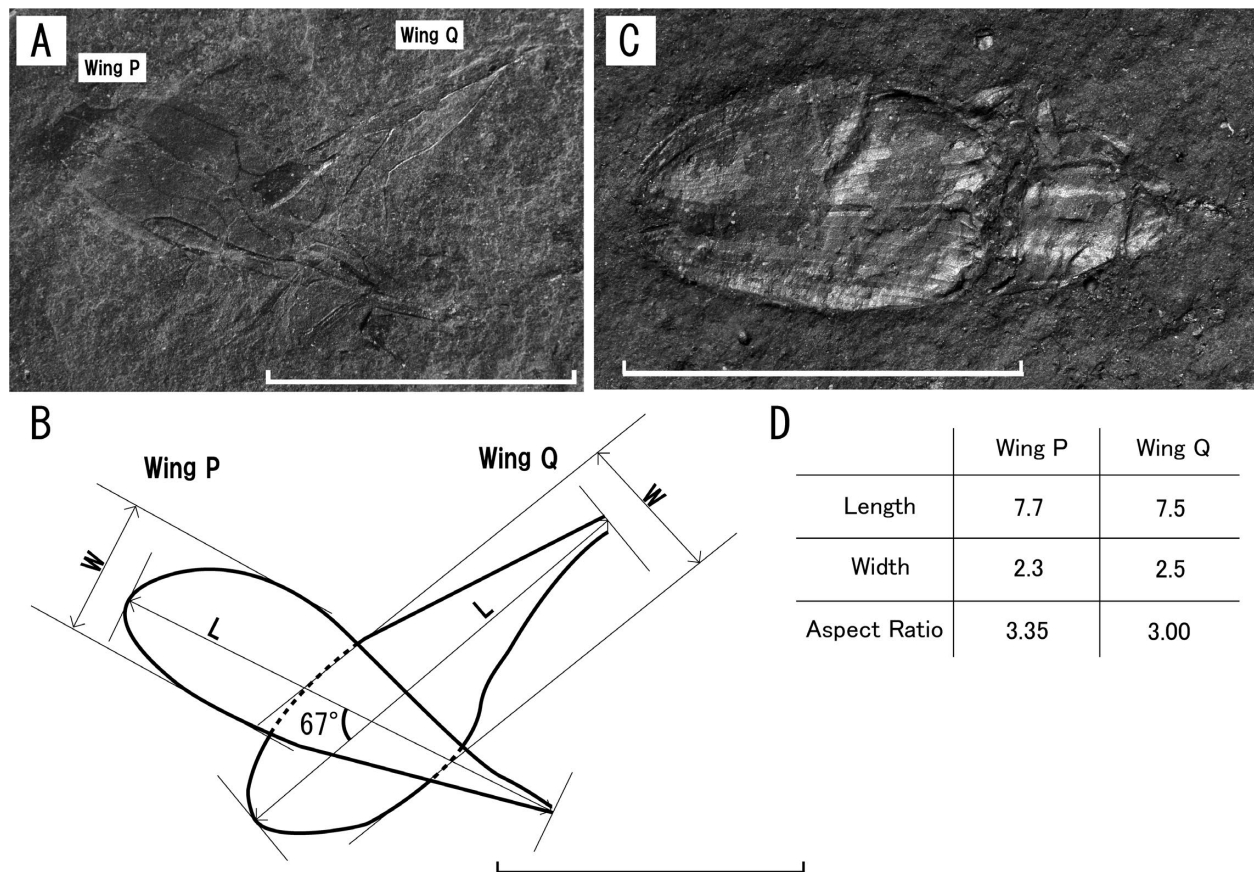 A
Wing P
Wing Q
C
B
Wing P
Wing Q
W
L
67°
L
W
D
Wing P Wing Q
Length 7.7 7.5
Width 2.3 2.5
Aspect Ratio 3.35 3.00